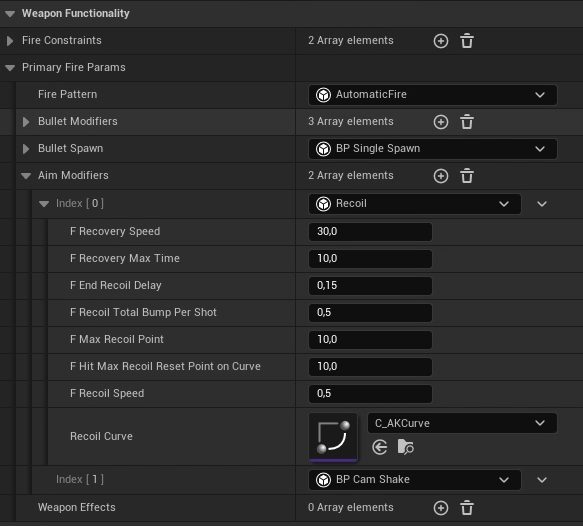 Weapon Functionality
Fire Constraints 2 Array elements
Primary Fire Params
Fire Pattern AutomaticFire
Bullet Modifiers 3 Array elements
Bullet Spawn BP Single Spawn
Aim Modifiers 2 Array elements
Index [ 0 ] Recoil
F Recovery Speed 30,0
F Recovery Max Time 10,0
F End Recoil Delay 0,15
F Recoil Total Bump Per Shot 0,5
F Max Recoil Point 10,0
F Hit Max Recoil Reset Point on Curve 10,0
F Recoil Speed 0,5
Recoil Curve C_AKCurve
Index [ 1 ] BP Cam Shake
Weapon Effects 0 Array elements